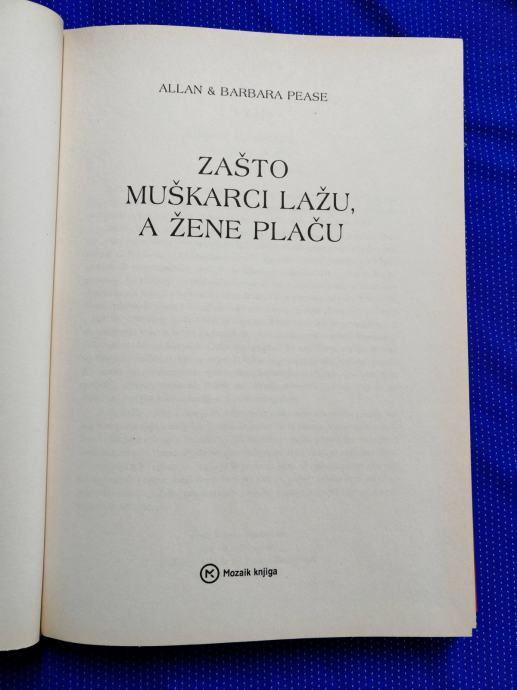 ALLAN & BARBARA PEASE
ZAŠTO
MUŠKARCI LAŽU,
A ŽENE PLAČU
Mozaik knjiga